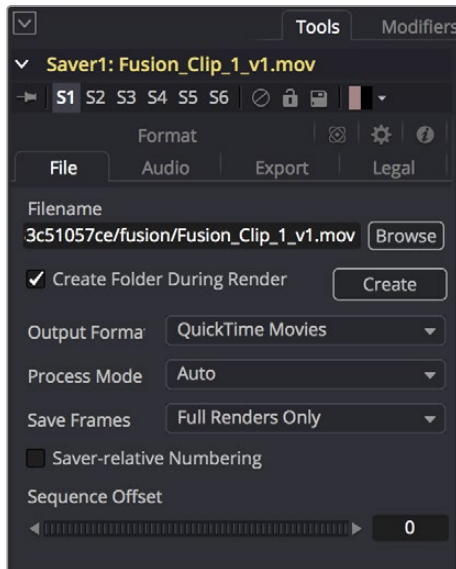 Tools Modifiers
Saver1: Fusion_Clip_1_v1.mov
S1 S2 S3 S4 S5 S6
Format
File Audio Export Legal
Filename
3c51057ce/fusion/Fusion_Clip_1_v1.mov Browse
Create Folder During Render Create
Output Forma QuickTime Movies
Process Mode Auto
Save Frames Full Renders Only
Saver-relative Numbering
Sequence Offset
0